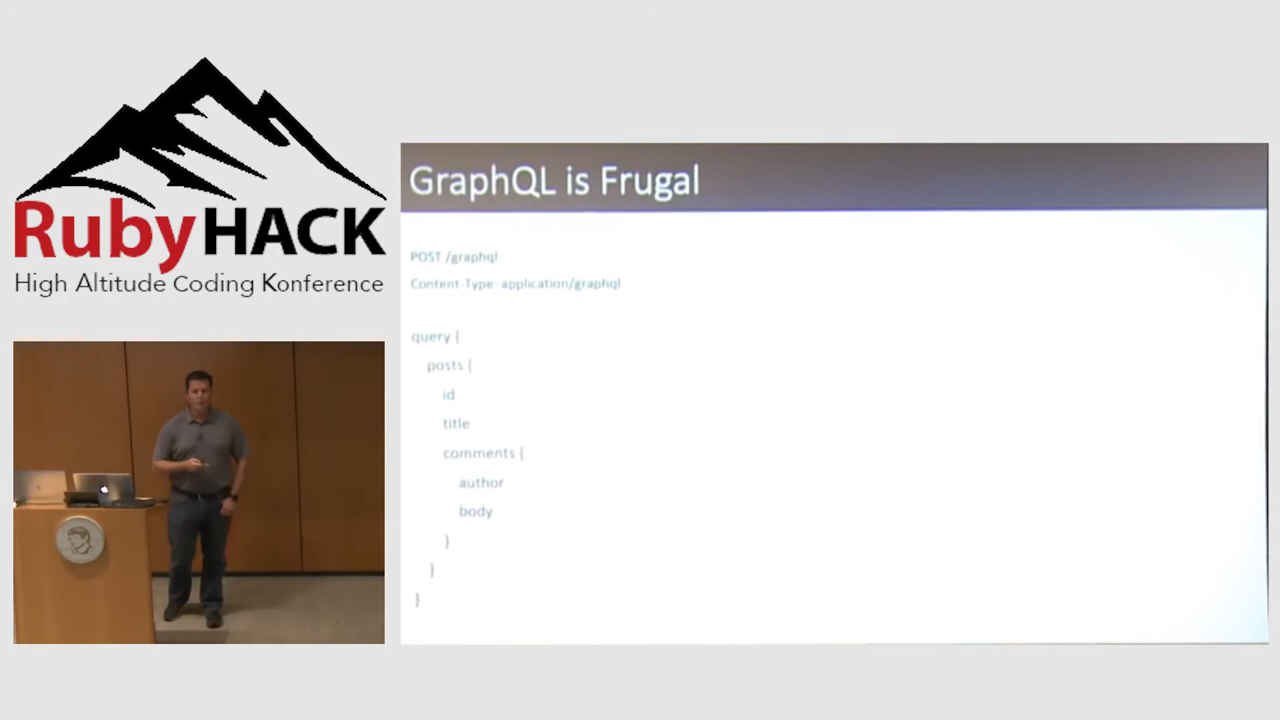 RubyHACK
High Altitude Coding Konference
GraphQL is Frugal
POST /graphql
Content-Type: application/graphql
query {
posts {
id
title
comments {
author
body
}
}
}